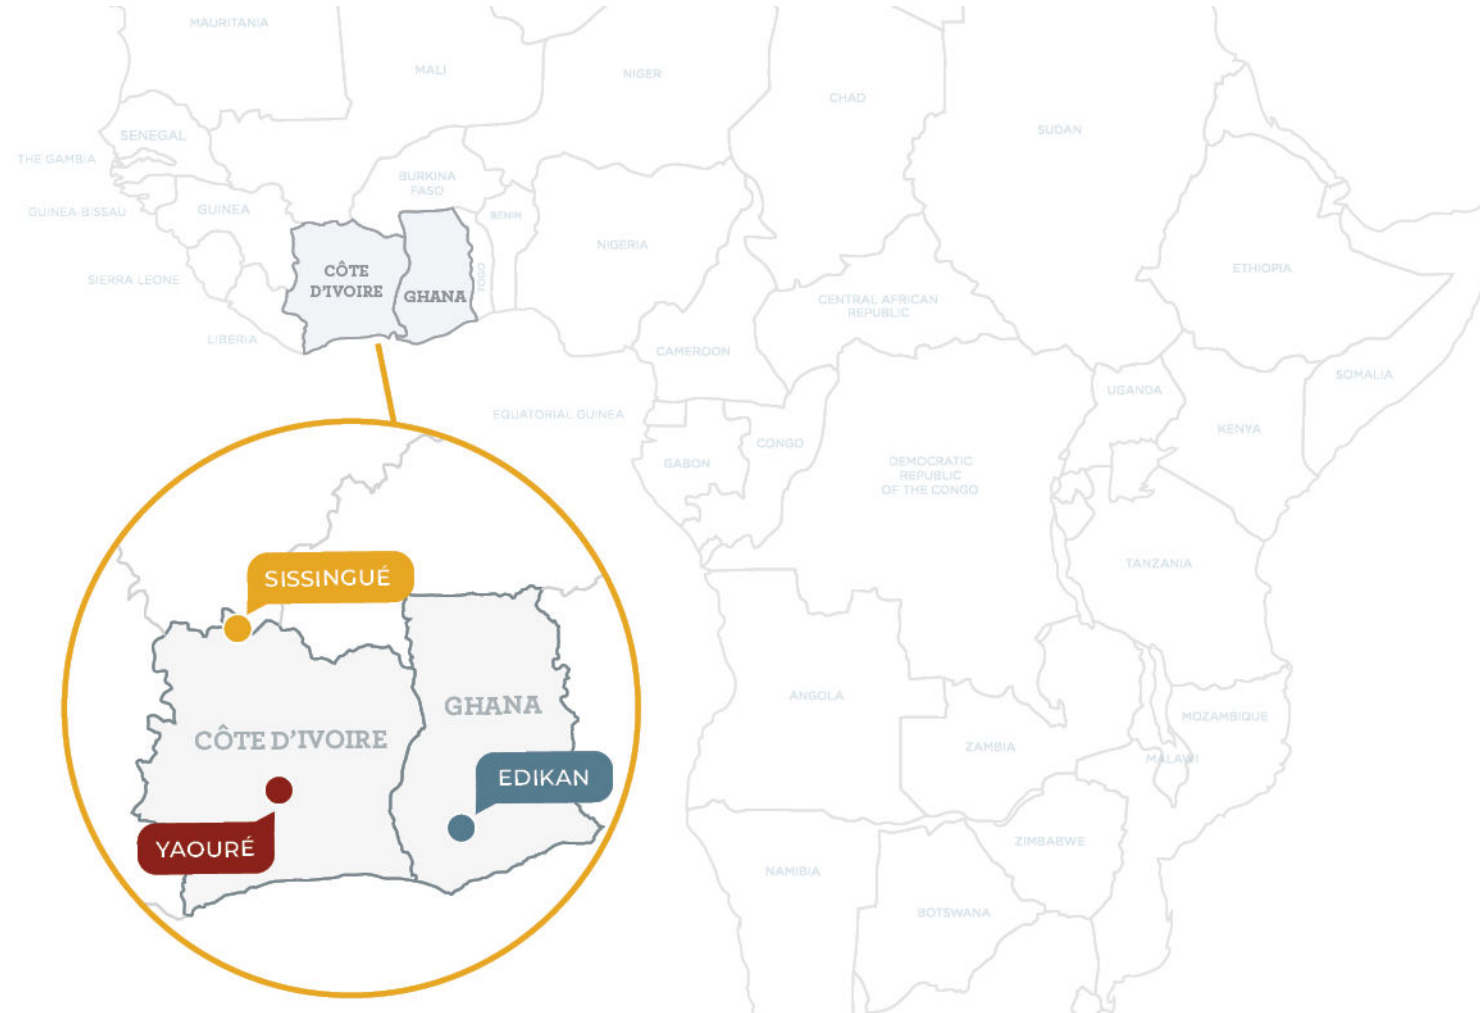 MAURITANIA
MALI
NIGER
CHAD
SUDAN
SENEGAL
THE GAMBIA
BURKINA
FASO
GUINEA-BISSAU
GUINEA
BENIN
NIGERIA
SIERRA LEONE
CÔTE
D'IVOIRE
GHANA
TOGO
ETHIOPIA
CENTRAL AFRICAN
REPUBLIC
LIBERIA
CAMEROON
SOMALIA
UGANDA
EQUATORIAL GUINEA
KENYA
CONGO
GABON
DEMOCRATIC
REPUBLIC
OF THE CONGO
TANZANIA
SISSINGUÉ
ANGOLA
GHANA
MOZAMBIQUE
CÔTE D'IVOIRE
ZAMBIA
MALAWI
EDIKAN
YAOURÉ
ZIMBABWE
NAMIBIA
BOTSWANA